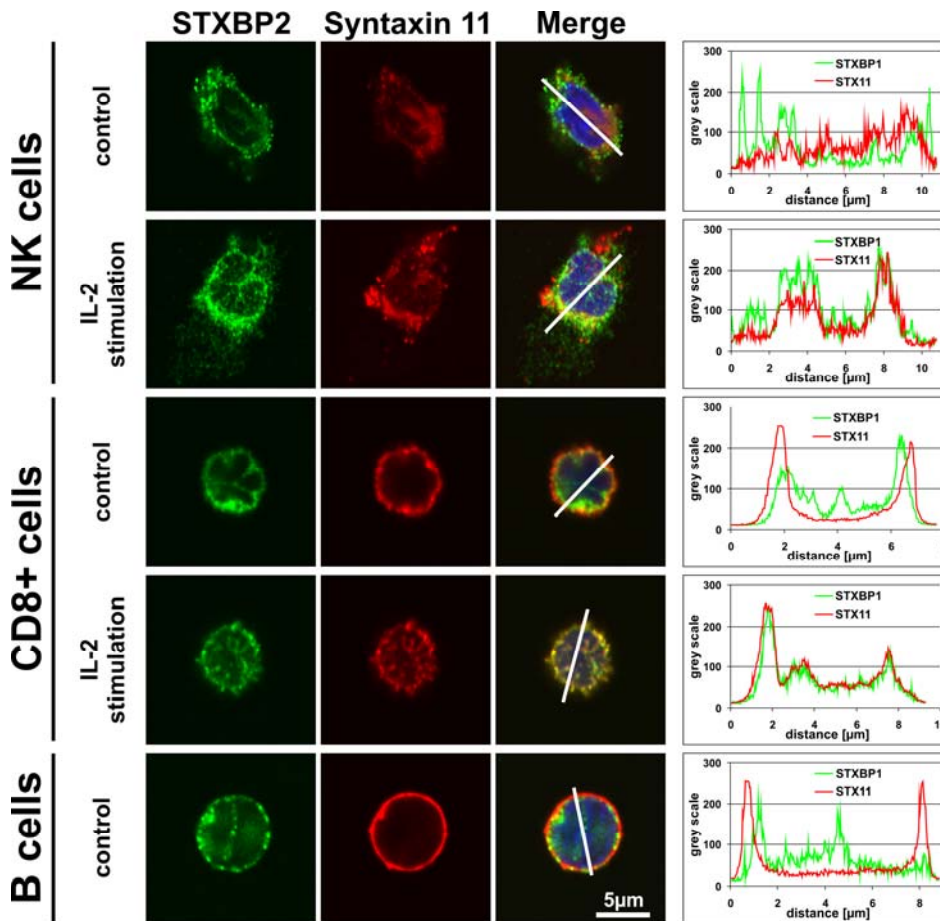 STXBP2 Syntaxin 11 Merge
NK cells
control
300
200
100
0
grey scale
STXBP1
STX11
0 2 4 6 8 10
distance [µm]
IL-2
stimulation
300
200
100
0
grey scale
STXBP1
STX11
0 2 4 6 8 10
distance [µm]
CD8+ cells
control
300
200
100
0
grey scale
STXBP1
STX11
0 2 4 6
distance [µm]
IL-2
stimulation
300
200
100
0
grey scale
STXBP1
STX11
0 2 4 6 8 1
distance [µm]
B cells
control
5µm
300
200
100
0
grey scale
STXBP1
STX11
0 2 4 6 8
distance [µm]